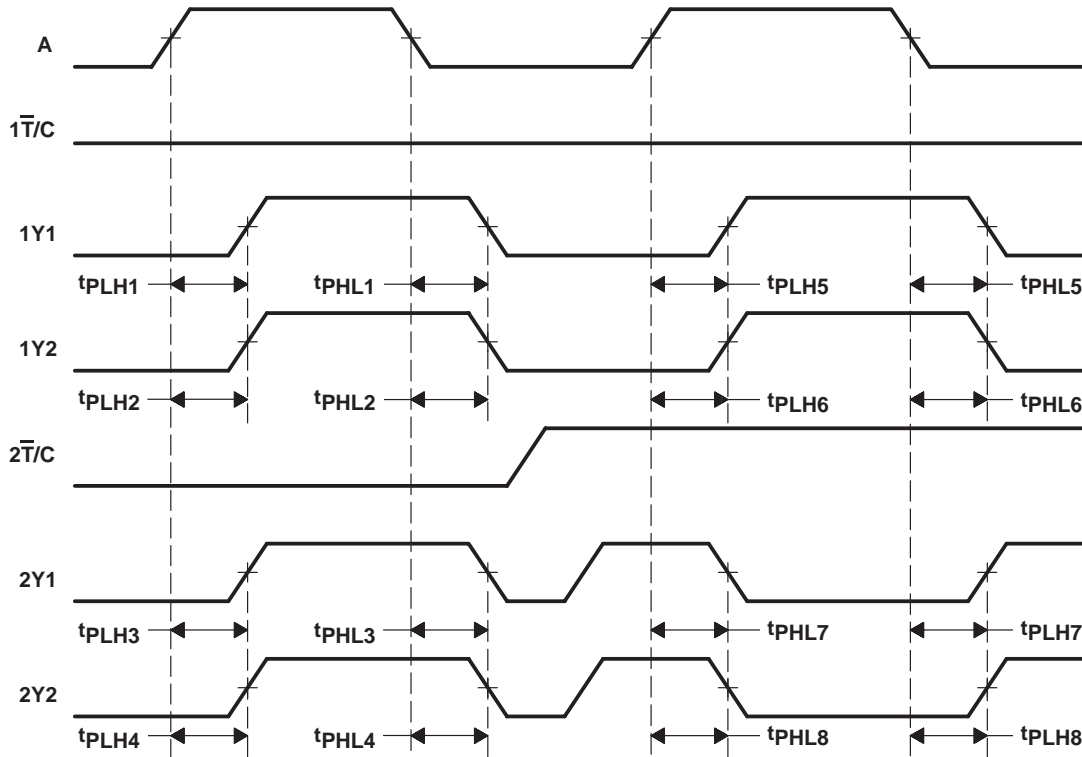 A
1T̅/C
1Y1
tPLH1 tPHL1 tPLH5 tPHL5
1Y2
tPLH2 tPHL2 tPLH6 tPHL6
2T̅/C
2Y1
tPLH3 tPHL3 tPHL7 tPLH7
2Y2
tPLH4 tPHL4 tPHL8 tPLH8